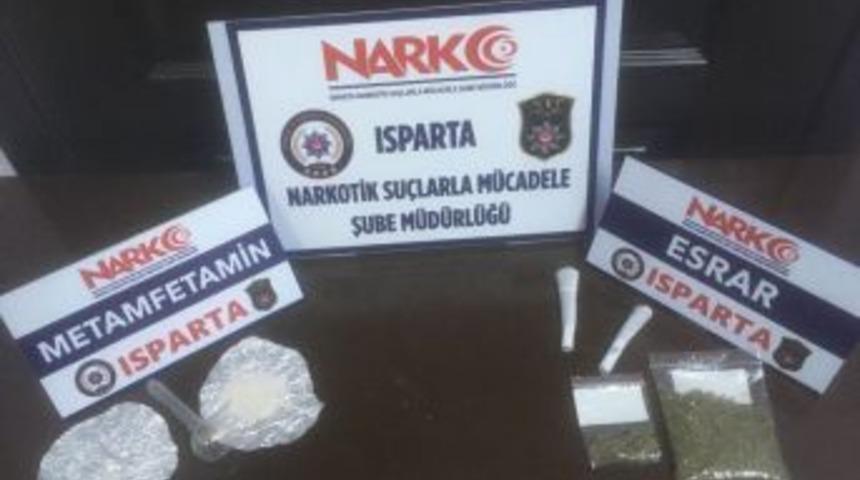 NARKO
ISPARTA
NARKOTİK SUÇLARLA MÜCADELE
ŞUBE MÜDÜRLÜĞÜ
NARKO
METAMFETAMİN
ISPARTA
NARKO
ESRAR
ISPARTA